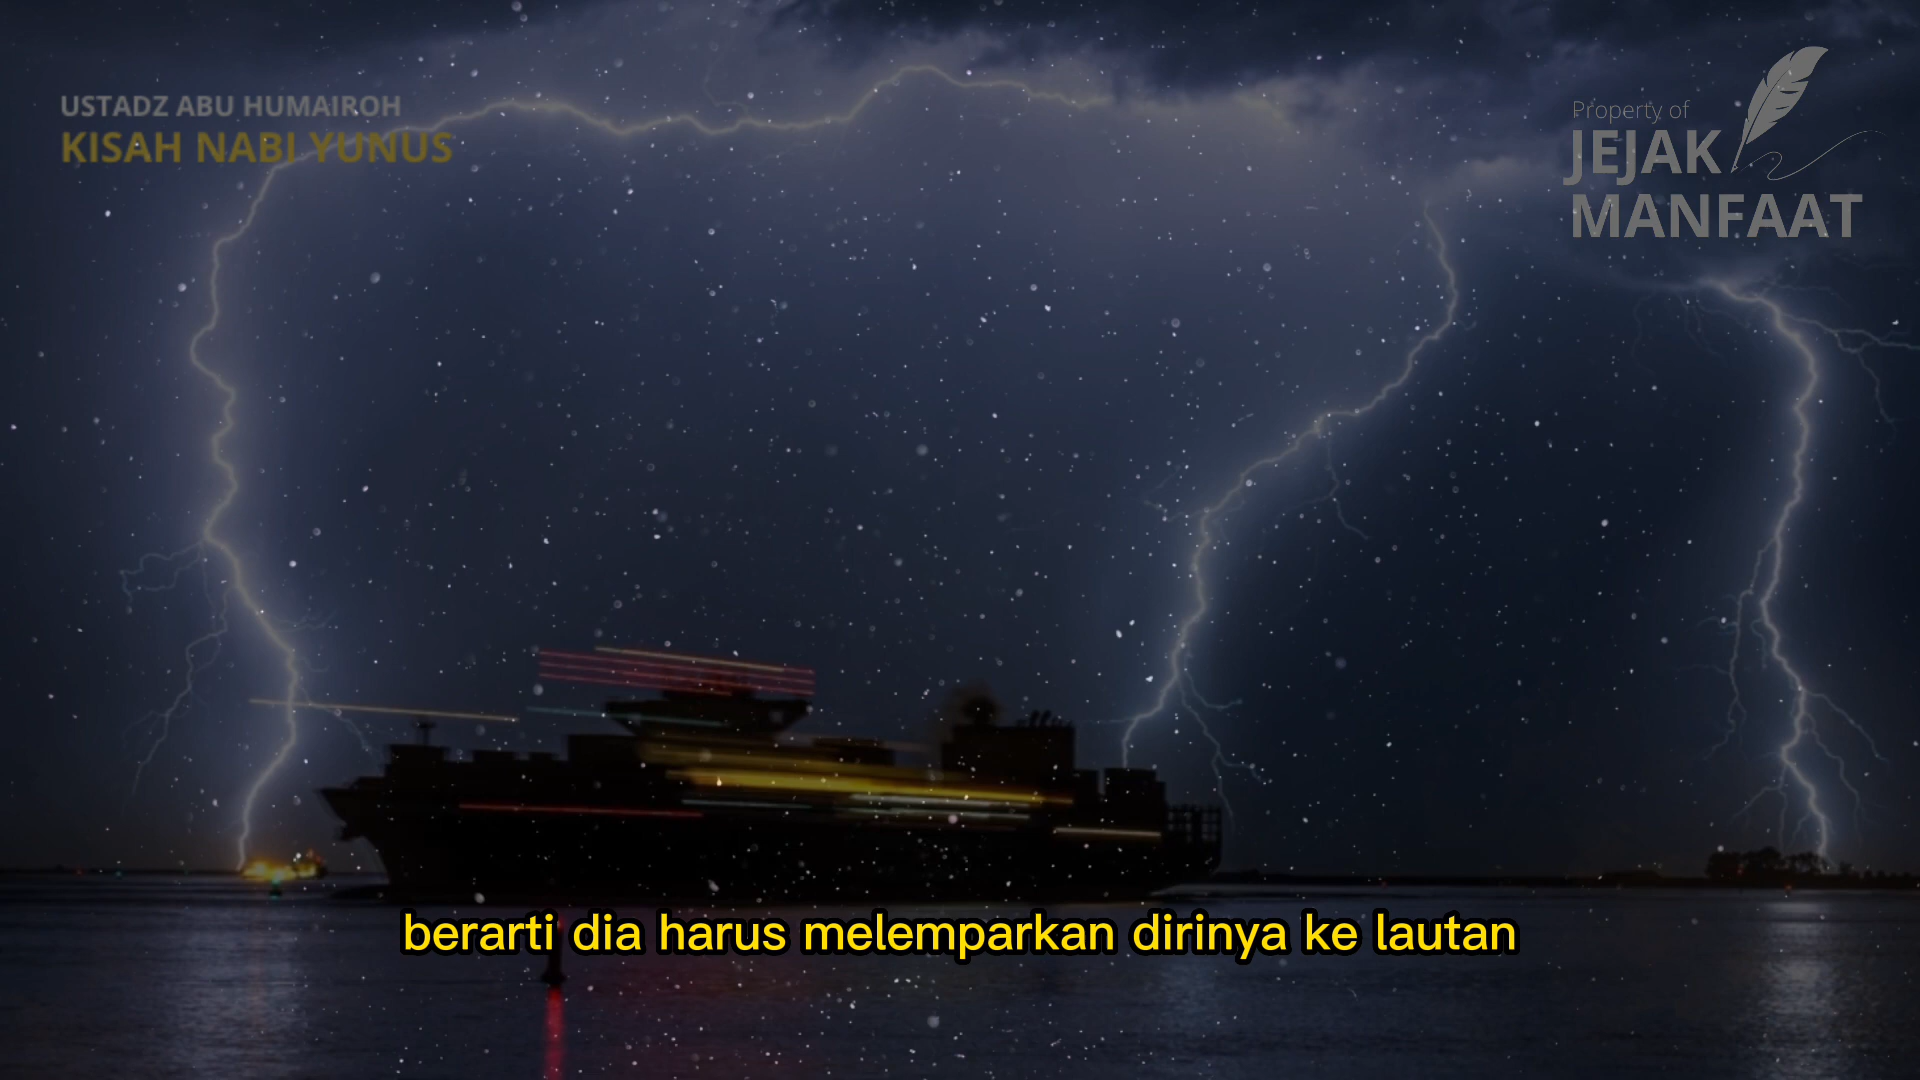 USTADZ ABU HUMAIROH
KISAH NABI YUNUS
Property of
JEJAK
MANFAAT
berarti dia harus melemparkan dirinya ke lautan